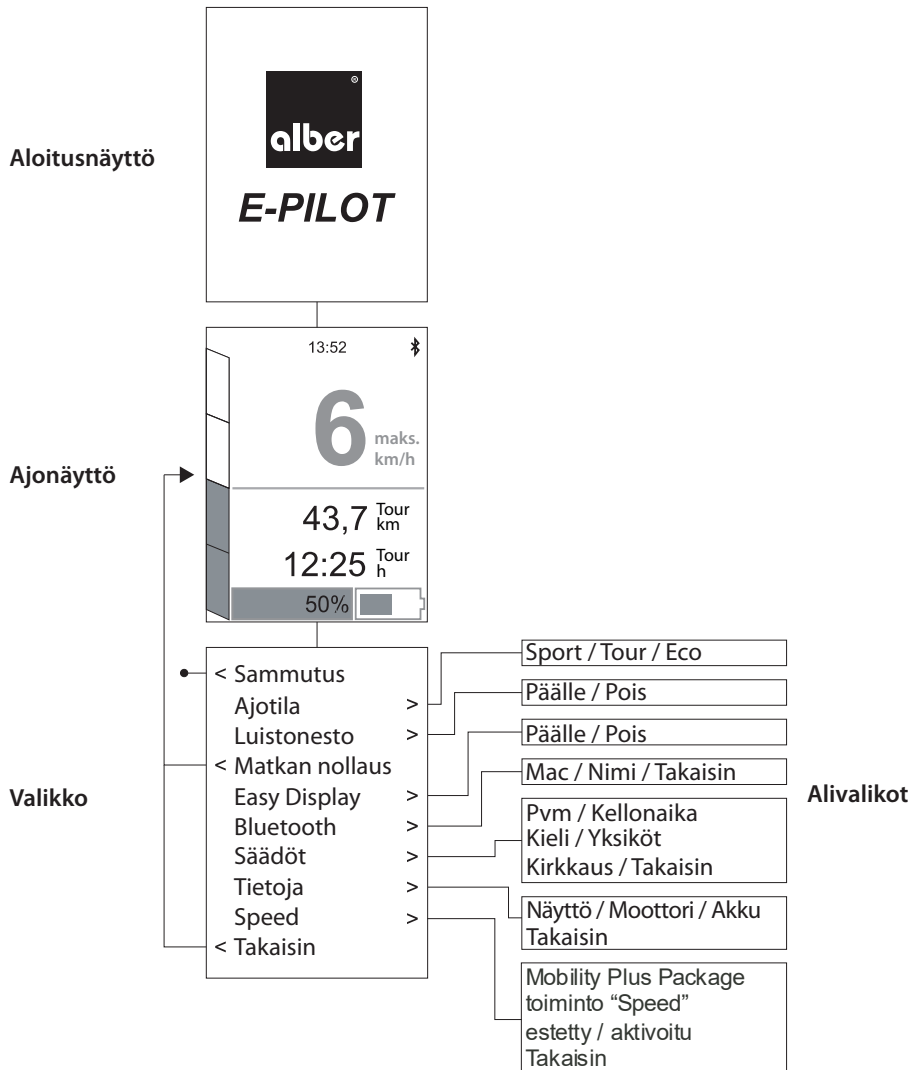 Aloitusnäyttö
®
alber
E-PILOT
Ajonäyttö
13:52
6 maks. km/h
43,7 Tour km
12:25 Tour h
50%
Valikko
< Sammutus
Ajotila >
Luistonesto >
< Matkan nollaus
Easy Display >
Bluetooth >
Säädöt >
Tietoja >
Speed >
< Takaisin
Alivalikot
Sport / Tour / Eco
Päälle / Pois
Päälle / Pois
Mac / Nimi / Takaisin
Pvm / Kellonaika
Kieli / Yksiköt
Kirkkaus / Takaisin
Näyttö / Moottori / Akku
Takaisin
Mobility Plus Package
toiminto “Speed”
estetty / aktivoitu
Takaisin